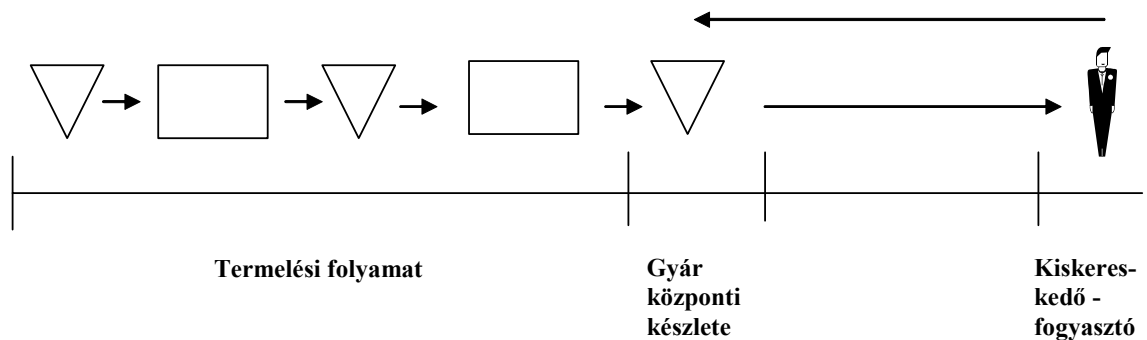 Termelési folyamat
Gyár
központi
készlete
Kiskeres-
kedő -
fogyasztó